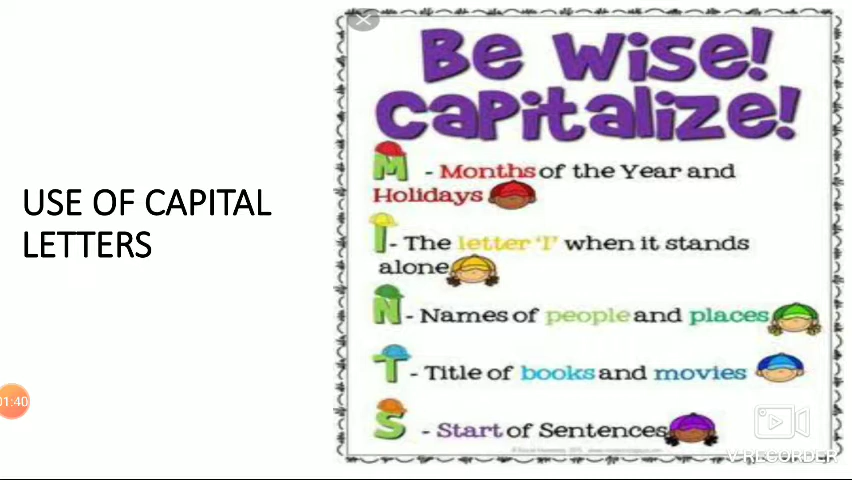 USE OF CAPITAL
LETTERS
Be Wise!
Capitalize!
M - Months of the Year and
Holidays
I - The letter 'I' when it stands
alone
N - Names of people and places
T - Title of books and movies
S - Start of Sentences
01:40
V RECORDER